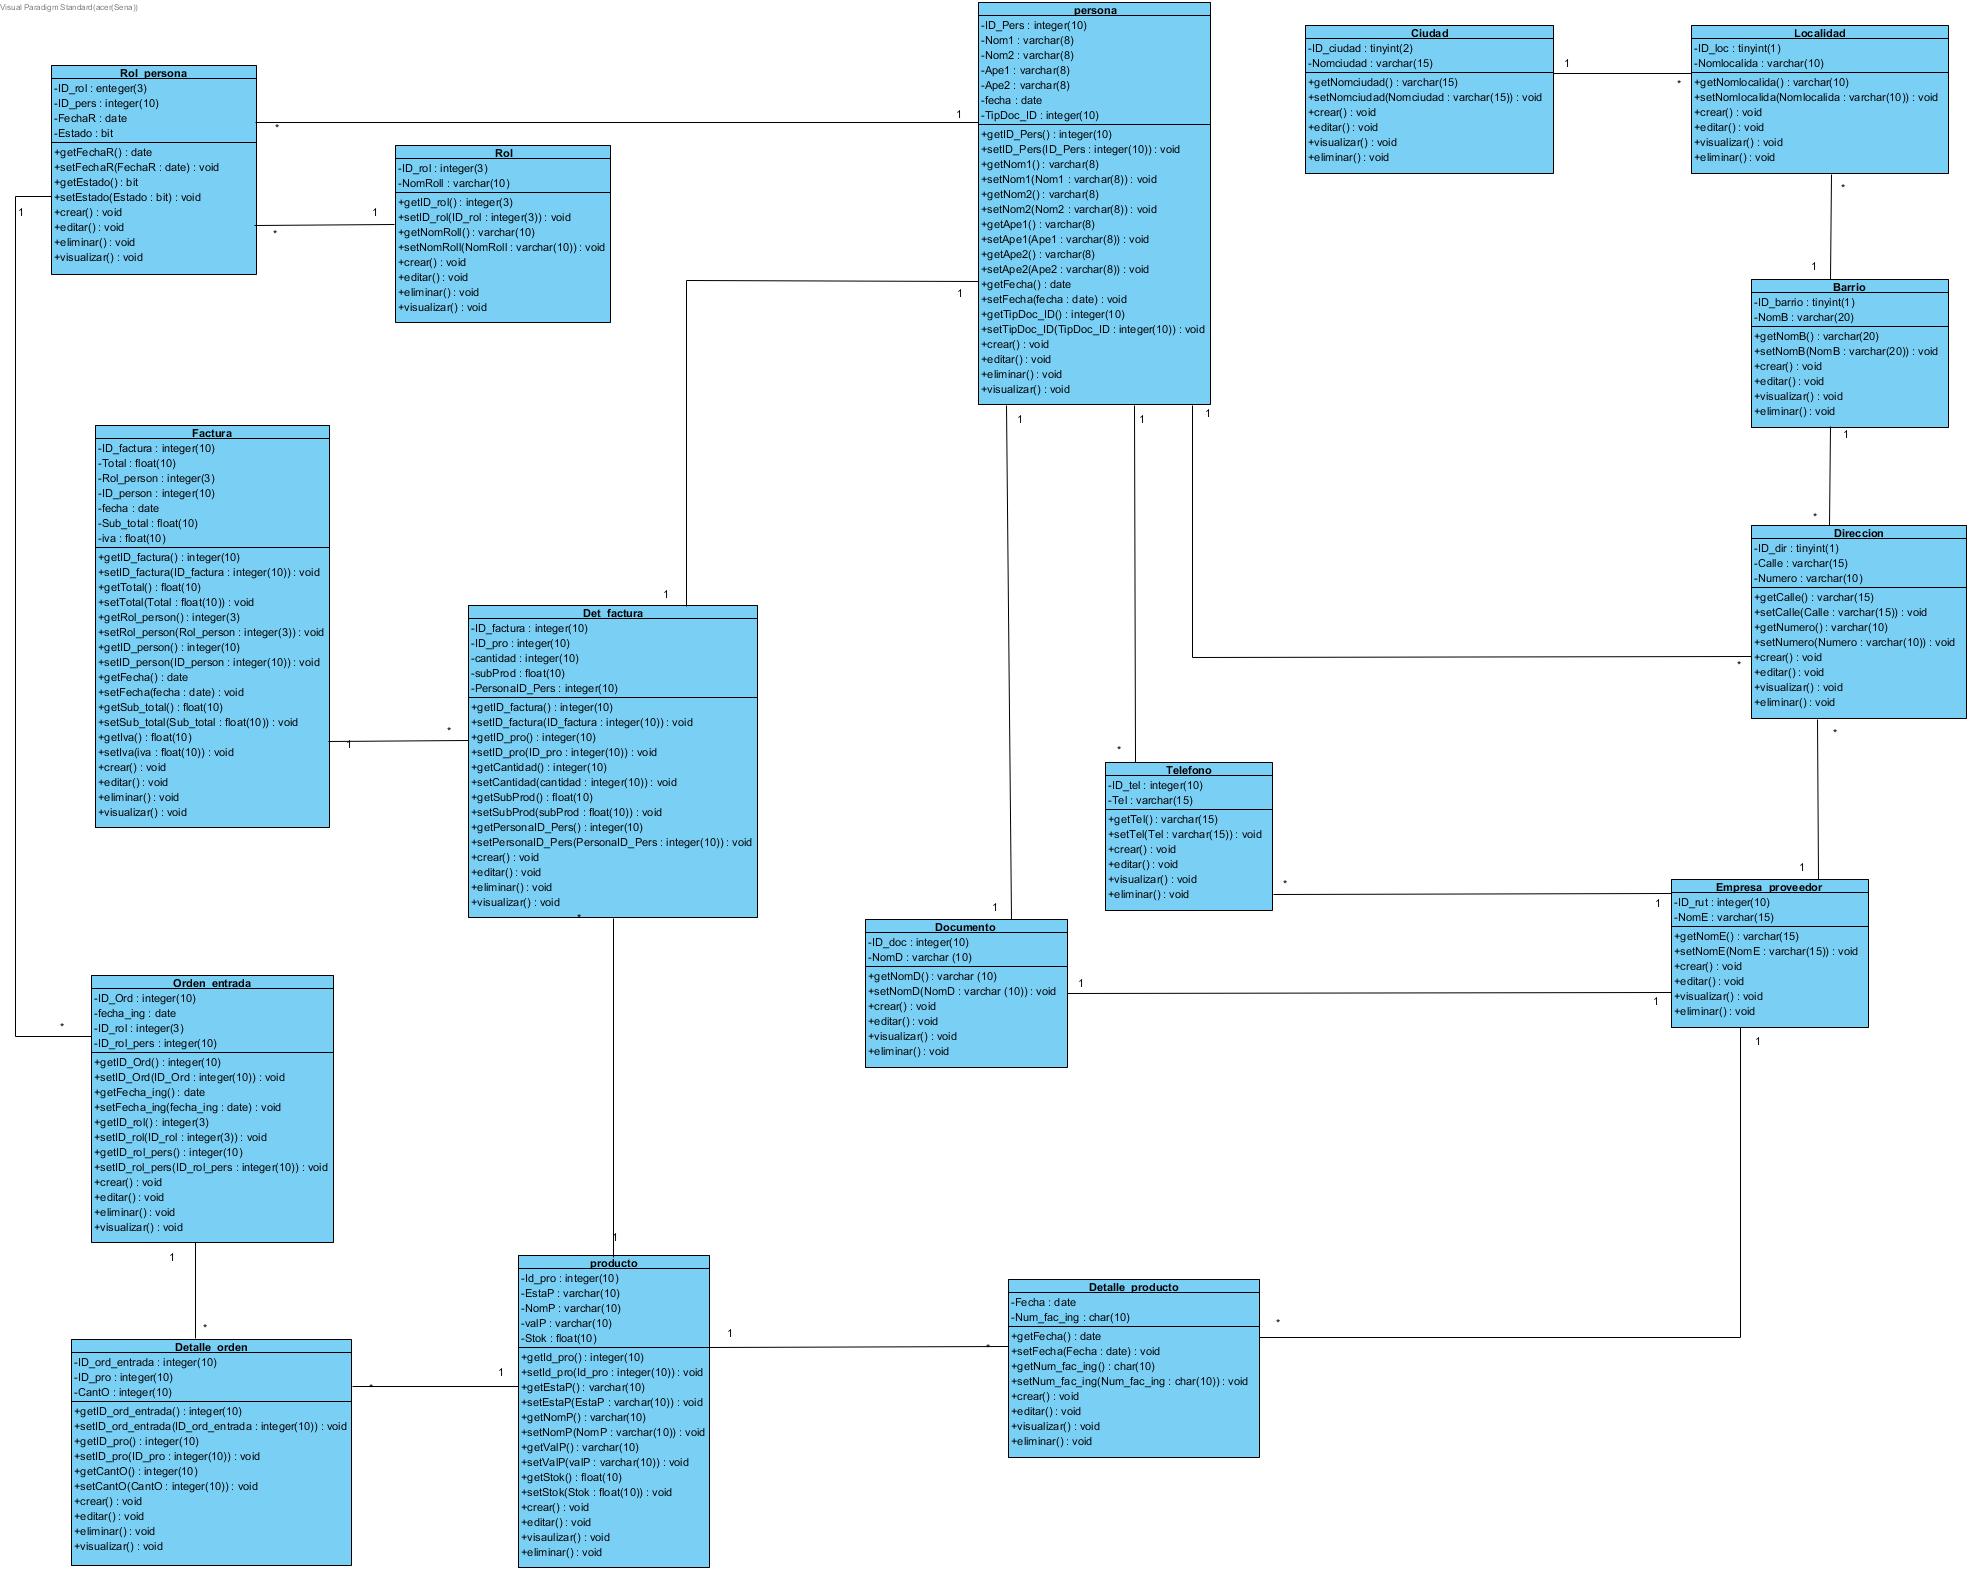 Visual Paradigm Standard(acer(Sena))
Rol_persona
-ID_rol : enteger(3)
-ID_pers : integer(10)
-FechaR : date
-Estado : bit
+getFechaR() : date
+setFechaR(FechaR : date) : void
+getEstado() : bit
+setEstado(Estado : bit) : void
+crear() : void
+editar() : void
+eliminar() : void
+visualizar() : void
*
1
1
*
1
Rol
-ID_rol : integer(3)
-NomRoll : varchar(10)
+getID_rol() : integer(3)
+setID_rol(ID_rol : integer(3)) : void
+getNomRoll() : varchar(10)
+setNomRoll(NomRoll : varchar(10)) : void
+crear() : void
+editar() : void
+eliminar() : void
+visualizar() : void
persona
-ID_Pers : integer(10)
-Nom1 : varchar(8)
-Nom2 : varchar(8)
-Ape1 : varchar(8)
-Ape2 : varchar(8)
-fecha : date
-TipDoc_ID : integer(10)
+getID_Pers() : integer(10)
+setID_Pers(ID_Pers : integer(10)) : void
+getNom1() : varchar(8)
+setNom1(Nom1 : varchar(8)) : void
+getNom2() : varchar(8)
+setNom2(Nom2 : varchar(8)) : void
+getApe1() : varchar(8)
+setApe1(Ape1 : varchar(8)) : void
+getApe2() : varchar(8)
+setApe2(Ape2 : varchar(8)) : void
+getFecha() : date
+setFecha(fecha : date) : void
+getTipDoc_ID() : integer(10)
+setTipDoc_ID(TipDoc_ID : integer(10)) : void
+crear() : void
+editar() : void
+eliminar() : void
+visualizar() : void
1
1
1
1
Ciudad
-ID_ciudad : tinyint(2)
-Nomciudad : varchar(15)
+getNomciudad() : varchar(15)
+setNomciudad(Nomciudad : varchar(15)) : void
+crear() : void
+editar() : void
+visualizar() : void
+eliminar() : void
1
*
Localidad
-ID_loc : tinyint(1)
-Nomlocalida : varchar(10)
+getNomlocalida() : varchar(10)
+setNomlocalida(Nomlocalida : varchar(10)) : void
+crear() : void
+editar() : void
+visualizar() : void
+eliminar() : void
*
1
Barrio
-ID_barrio : tinyint(1)
-NomB : varchar(20)
+getNomB() : varchar(20)
+setNomB(NomB : varchar(20)) : void
+crear() : void
+editar() : void
+visualizar() : void
+eliminar() : void
1
*
Direccion
-ID_dir : tinyint(1)
-Calle : varchar(15)
-Numero : varchar(10)
+getCalle() : varchar(15)
+setCalle(Calle : varchar(15)) : void
+getNumero() : varchar(10)
+setNumero(Numero : varchar(10)) : void
+crear() : void
+editar() : void
+visualizar() : void
+eliminar() : void
*
*
1
Factura
-ID_factura : integer(10)
-Total : float(10)
-Rol_person : integer(3)
-ID_person : integer(10)
-fecha : date
-Sub_total : float(10)
-iva : float(10)
+getID_factura() : integer(10)
+setID_factura(ID_factura : integer(10)) : void
+getTotal() : float(10)
+setTotal(Total : float(10)) : void
+getRol_person() : integer(3)
+setRol_person(Rol_person : integer(3)) : void
+getID_person() : integer(10)
+setID_person(ID_person : integer(10)) : void
+getFecha() : date
+setFecha(fecha : date) : void
+getSub_total() : float(10)
+setSub_total(Sub_total : float(10)) : void
+getIva() : float(10)
+setIva(iva : float(10)) : void
+crear() : void
+editar() : void
+eliminar() : void
+visualizar() : void
1
*
1
Det_factura
-ID_factura : integer(10)
-ID_pro : integer(10)
-cantidad : integer(10)
-subProd : float(10)
-PersonaID_Pers : integer(10)
+getID_factura() : integer(10)
+setID_factura(ID_factura : integer(10)) : void
+getID_pro() : integer(10)
+setID_pro(ID_pro : integer(10)) : void
+getCantidad() : integer(10)
+setCantidad(cantidad : integer(10)) : void
+getSubProd() : float(10)
+setSubProd(subProd : float(10)) : void
+getPersonaID_Pers() : integer(10)
+setPersonaID_Pers(PersonaID_Pers : integer(10)) : void
+crear() : void
+editar() : void
+eliminar() : void
+visualizar() : void
*
1
*
Telefono
-ID_tel : integer(10)
-Tel : varchar(15)
+getTel() : varchar(15)
+setTel(Tel : varchar(15)) : void
+crear() : void
+editar() : void
+visualizar() : void
+eliminar() : void
*
1
1
Documento
-ID_doc : integer(10)
-NomD : varchar (10)
+getNomD() : varchar (10)
+setNomD(NomD : varchar (10)) : void
+crear() : void
+editar() : void
+visualizar() : void
+eliminar() : void
1
1
Empresa_proveedor
-ID_rut : integer(10)
-NomE : varchar(15)
+getNomE() : varchar(15)
+setNomE(NomE : varchar(15)) : void
+crear() : void
+editar() : void
+visualizar() : void
+eliminar() : void
1
*
Orden_entrada
-ID_Ord : integer(10)
-fecha_ing : date
-ID_rol : integer(3)
-ID_rol_pers : integer(10)
+getID_Ord() : integer(10)
+setID_Ord(ID_Ord : integer(10)) : void
+getFecha_ing() : date
+setFecha_ing(fecha_ing : date) : void
+getID_rol() : integer(3)
+setID_rol(ID_rol : integer(3)) : void
+getID_rol_pers() : integer(10)
+setID_rol_pers(ID_rol_pers : integer(10)) : void
+crear() : void
+editar() : void
+eliminar() : void
+visualizar() : void
1
*
Detalle_orden
-ID_ord_entrada : integer(10)
-ID_pro : integer(10)
-CantO : integer(10)
+getID_ord_entrada() : integer(10)
+setID_ord_entrada(ID_ord_entrada : integer(10)) : void
+getID_pro() : integer(10)
+setID_pro(ID_pro : integer(10)) : void
+getCantO() : integer(10)
+setCantO(CantO : integer(10)) : void
+crear() : void
+editar() : void
+eliminar() : void
+visualizar() : void
*
1
producto
-Id_pro : integer(10)
-EstaP : varchar(10)
-NomP : varchar(10)
-valP : varchar(10)
-Stok : float(10)
+getId_pro() : integer(10)
+setId_pro(Id_pro : integer(10)) : void
+getEstaP() : varchar(10)
+setEstaP(EstaP : varchar(10)) : void
+getNomP() : varchar(10)
+setNomP(NomP : varchar(10)) : void
+getValP() : varchar(10)
+setValP(valP : varchar(10)) : void
+getStok() : float(10)
+setStok(Stok : float(10)) : void
+crear() : void
+editar() : void
+visaulizar() : void
+eliminar() : void
1
*
Detalle_producto
-Fecha : date
-Num_fac_ing : char(10)
+getFecha() : date
+setFecha(Fecha : date) : void
+getNum_fac_ing() : char(10)
+setNum_fac_ing(Num_fac_ing : char(10)) : void
+crear() : void
+editar() : void
+visualizar() : void
+eliminar() : void
*
1